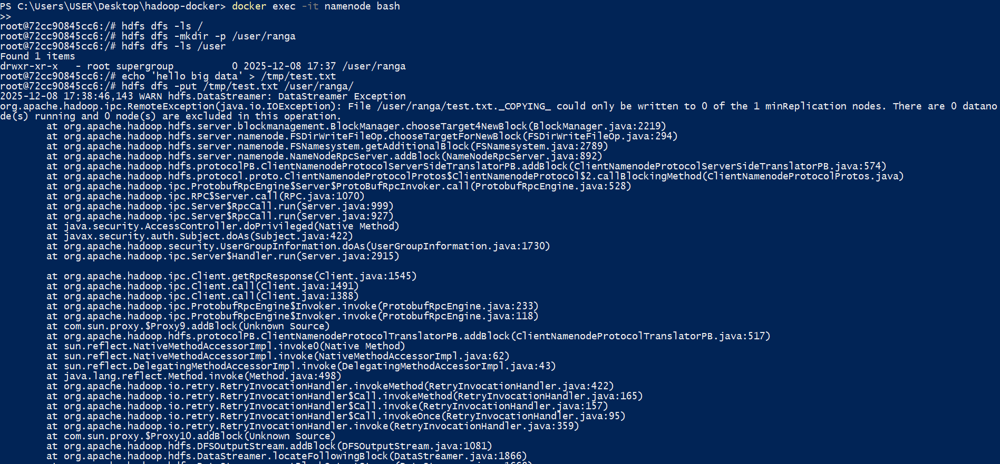 PS C:\Users\USER\Desktop\hadoop-docker> docker exec -it namenode bash
>>
root@72cc90845cc6:/# hdfs dfs -ls /
root@72cc90845cc6:/# hdfs dfs -mkdir -p /user/ranga
root@72cc90845cc6:/# hdfs dfs -ls /user
Found 1 items
drwxr-xr-x   - root supergroup          0 2025-12-08 17:37 /user/ranga
root@72cc90845cc6:/# echo 'hello big data' > /tmp/test.txt
root@72cc90845cc6:/# hdfs dfs -put /tmp/test.txt /user/ranga/
2025-12-08 17:38:46,143 WARN hdfs.DataStreamer: DataStreamer Exception
org.apache.hadoop.ipc.RemoteException(java.io.IOException): File /user/ranga/test.txt._COPYING_ could only be written to 0 of the 1 minReplication nodes. There are 0 datano
de(s) running and 0 node(s) are excluded in this operation.
        at org.apache.hadoop.hdfs.server.blockmanagement.BlockManager.chooseTarget4NewBlock(BlockManager.java:2219)
        at org.apache.hadoop.hdfs.server.namenode.FSDirWriteFileOp.chooseTargetForNewBlock(FSDirWriteFileOp.java:294)
        at org.apache.hadoop.hdfs.server.namenode.FSNamesystem.getAdditionalBlock(FSNamesystem.java:2789)
        at org.apache.hadoop.hdfs.server.namenode.NameNodeRpcServer.addBlock(NameNodeRpcServer.java:892)
        at org.apache.hadoop.hdfs.protocolPB.ClientNamenodeProtocolServerSideTranslatorPB.addBlock(ClientNamenodeProtocolServerSideTranslatorPB.java:574)
        at org.apache.hadoop.hdfs.protocol.proto.ClientNamenodeProtocolProtos$ClientNamenodeProtocol$2.callBlockingMethod(ClientNamenodeProtocolProtos.java)
        at org.apache.hadoop.ipc.ProtobufRpcEngine$Server$ProtoBufRpcInvoker.call(ProtobufRpcEngine.java:528)
        at org.apache.hadoop.ipc.RPC$Server.call(RPC.java:1070)
        at org.apache.hadoop.ipc.Server$RpcCall.run(Server.java:999)
        at org.apache.hadoop.ipc.Server$RpcCall.run(Server.java:927)
        at java.security.AccessController.doPrivileged(Native Method)
        at javax.security.auth.Subject.doAs(Subject.java:422)
        at org.apache.hadoop.security.UserGroupInformation.doAs(UserGroupInformation.java:1730)
        at org.apache.hadoop.ipc.Server$Handler.run(Server.java:2915)

        at org.apache.hadoop.ipc.Client.getRpcResponse(Client.java:1545)
        at org.apache.hadoop.ipc.Client.call(Client.java:1491)
        at org.apache.hadoop.ipc.Client.call(Client.java:1388)
        at org.apache.hadoop.ipc.ProtobufRpcEngine$Invoker.invoke(ProtobufRpcEngine.java:233)
        at org.apache.hadoop.ipc.ProtobufRpcEngine$Invoker.invoke(ProtobufRpcEngine.java:118)
        at com.sun.proxy.$Proxy9.addBlock(Unknown Source)
        at org.apache.hadoop.hdfs.protocolPB.ClientNamenodeProtocolTranslatorPB.addBlock(ClientNamenodeProtocolTranslatorPB.java:517)
        at sun.reflect.NativeMethodAccessorImpl.invoke0(Native Method)
        at sun.reflect.NativeMethodAccessorImpl.invoke(NativeMethodAccessorImpl.java:62)
        at sun.reflect.DelegatingMethodAccessorImpl.invoke(DelegatingMethodAccessorImpl.java:43)
        at java.lang.reflect.Method.invoke(Method.java:498)
        at org.apache.hadoop.io.retry.RetryInvocationHandler.invokeMethod(RetryInvocationHandler.java:422)
        at org.apache.hadoop.io.retry.RetryInvocationHandler$Call.invokeMethod(RetryInvocationHandler.java:165)
        at org.apache.hadoop.io.retry.RetryInvocationHandler$Call.invoke(RetryInvocationHandler.java:157)
        at org.apache.hadoop.io.retry.RetryInvocationHandler$Call.invokeOnce(RetryInvocationHandler.java:95)
        at org.apache.hadoop.io.retry.RetryInvocationHandler.invoke(RetryInvocationHandler.java:359)
        at com.sun.proxy.$Proxy10.addBlock(Unknown Source)
        at org.apache.hadoop.hdfs.DFSOutputStream.addBlock(DFSOutputStream.java:1081)
        at org.apache.hadoop.hdfs.DataStreamer.locateFollowingBlock(DataStreamer.java:1866)